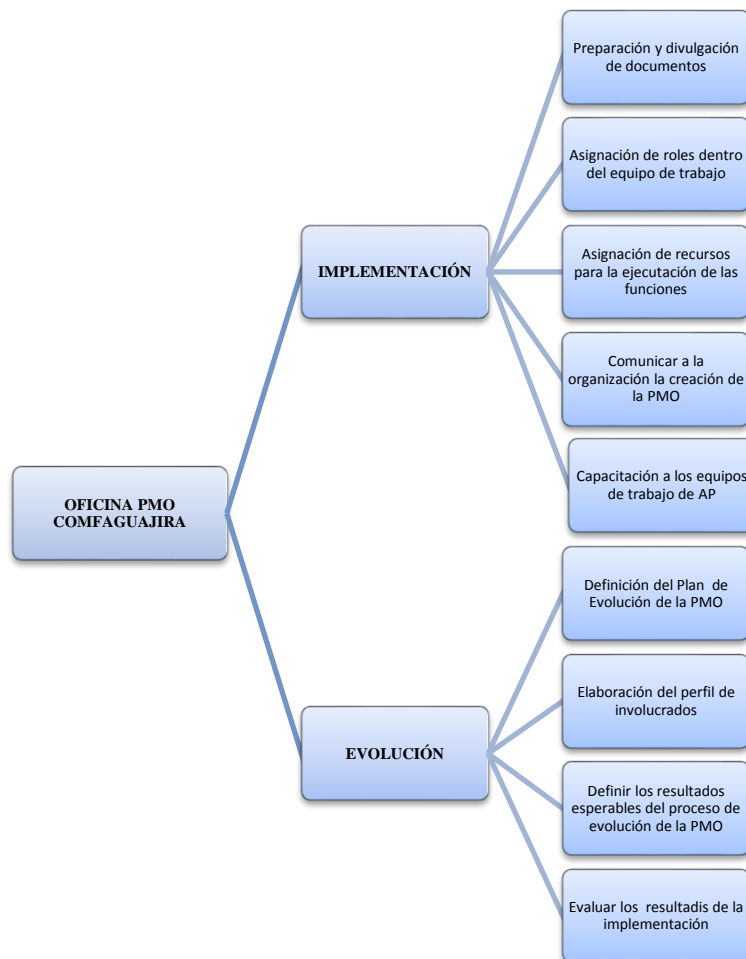 Preparación y divulgación
de documentos
Asignación de roles dentro
del equipo de trabajo
IMPLEMENTACIÓN
Asignación de recursos
para la ejecutación de las
funciones
Comunicar a la
organización la creación de
la PMO
Capacitación a los equipos
de trabajo de AP
OFICINA PMO
COMFAGUAJIRA
Definición del Plan de
Evolución de la PMO
Elaboración del perfil de
involucrados
EVOLUCIÓN
Definir los resultados
esperables del proceso de
evolución de la PMO
Evaluar los resultadis de la
implementación